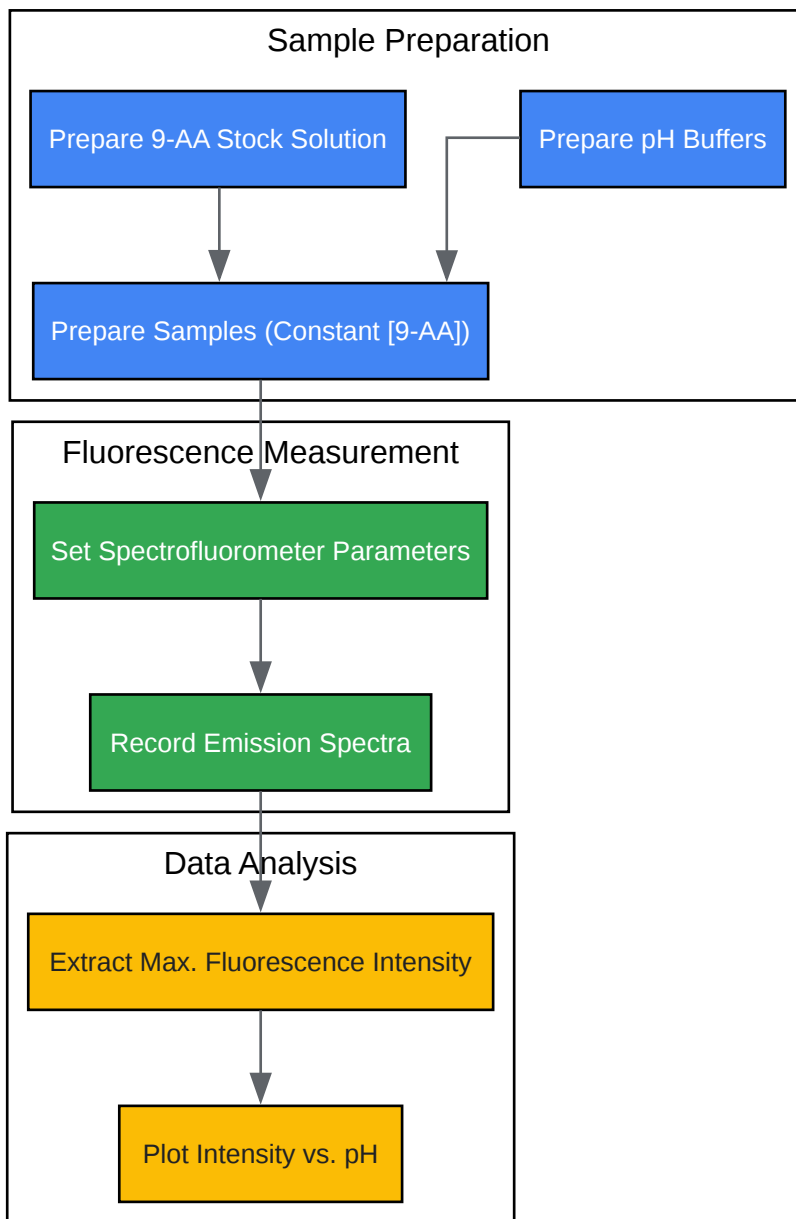 Sample Preparation
Prepare 9-AA Stock Solution
Prepare pH Buffers
Prepare Samples (Constant [9-AA])
Fluorescence Measurement
Set Spectrofluorometer Parameters
Record Emission Spectra
Data Analysis
Extract Max. Fluorescence Intensity
Plot Intensity vs. pH